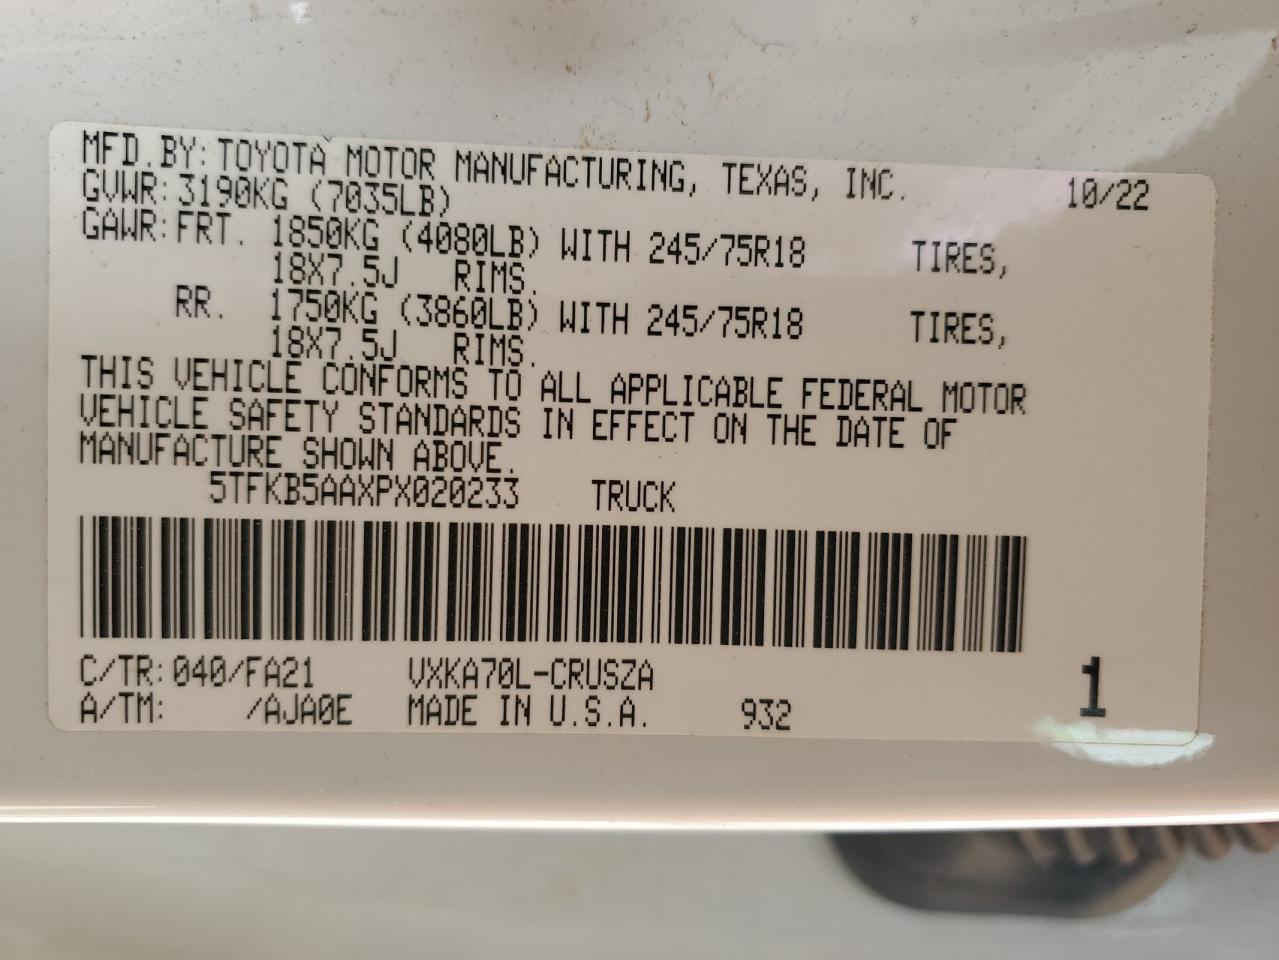 MFD.BY:TOYOTA MOTOR MANUFACTURING, TEXAS, INC. 10/22
GVWR:3190KG (7035LB)
GAWR:FRT. 1850KG (4080LB) WITH 245/75R18 TIRES,
18X7.5J RIMS.
RR. 1750KG (3860LB) WITH 245/75R18 TIRES,
18X7.5J RIMS.
THIS VEHICLE CONFORMS TO ALL APPLICABLE FEDERAL MOTOR
VEHICLE SAFETY STANDARDS IN EFFECT ON THE DATE OF
MANUFACTURE SHOWN ABOVE.
5TFKB5AAXPX020233 TRUCK
C/TR:040/FA21 VXKA70L-CRUSZA 1
A/TM: /AJA0E MADE IN U.S.A. 932